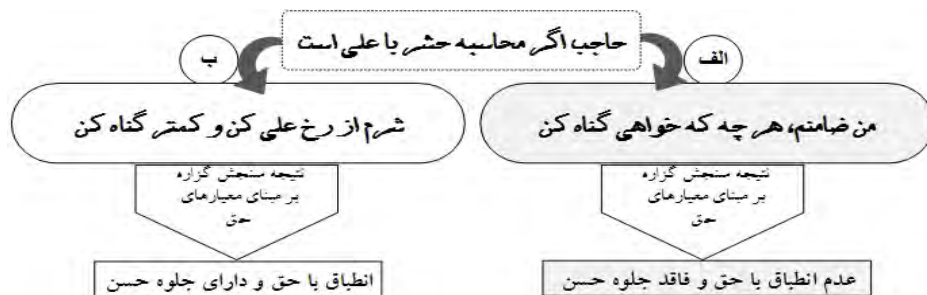 حاجب اگر محاسبه حشر با علی است
الف
ب
من ضامنم، هر چه که خواهی گناه کن
شرم از رخ علی کن و کمتر گناه کن
نتیجه سنجش گزاره
بر مبنای معیارهای
حق
نتیجه سنجش گزاره
بر مبنای معیارهای
حق
عدم انطباق با حق و فاقد جلوه حسن
انطباق با حق و دارای جلوه حسن